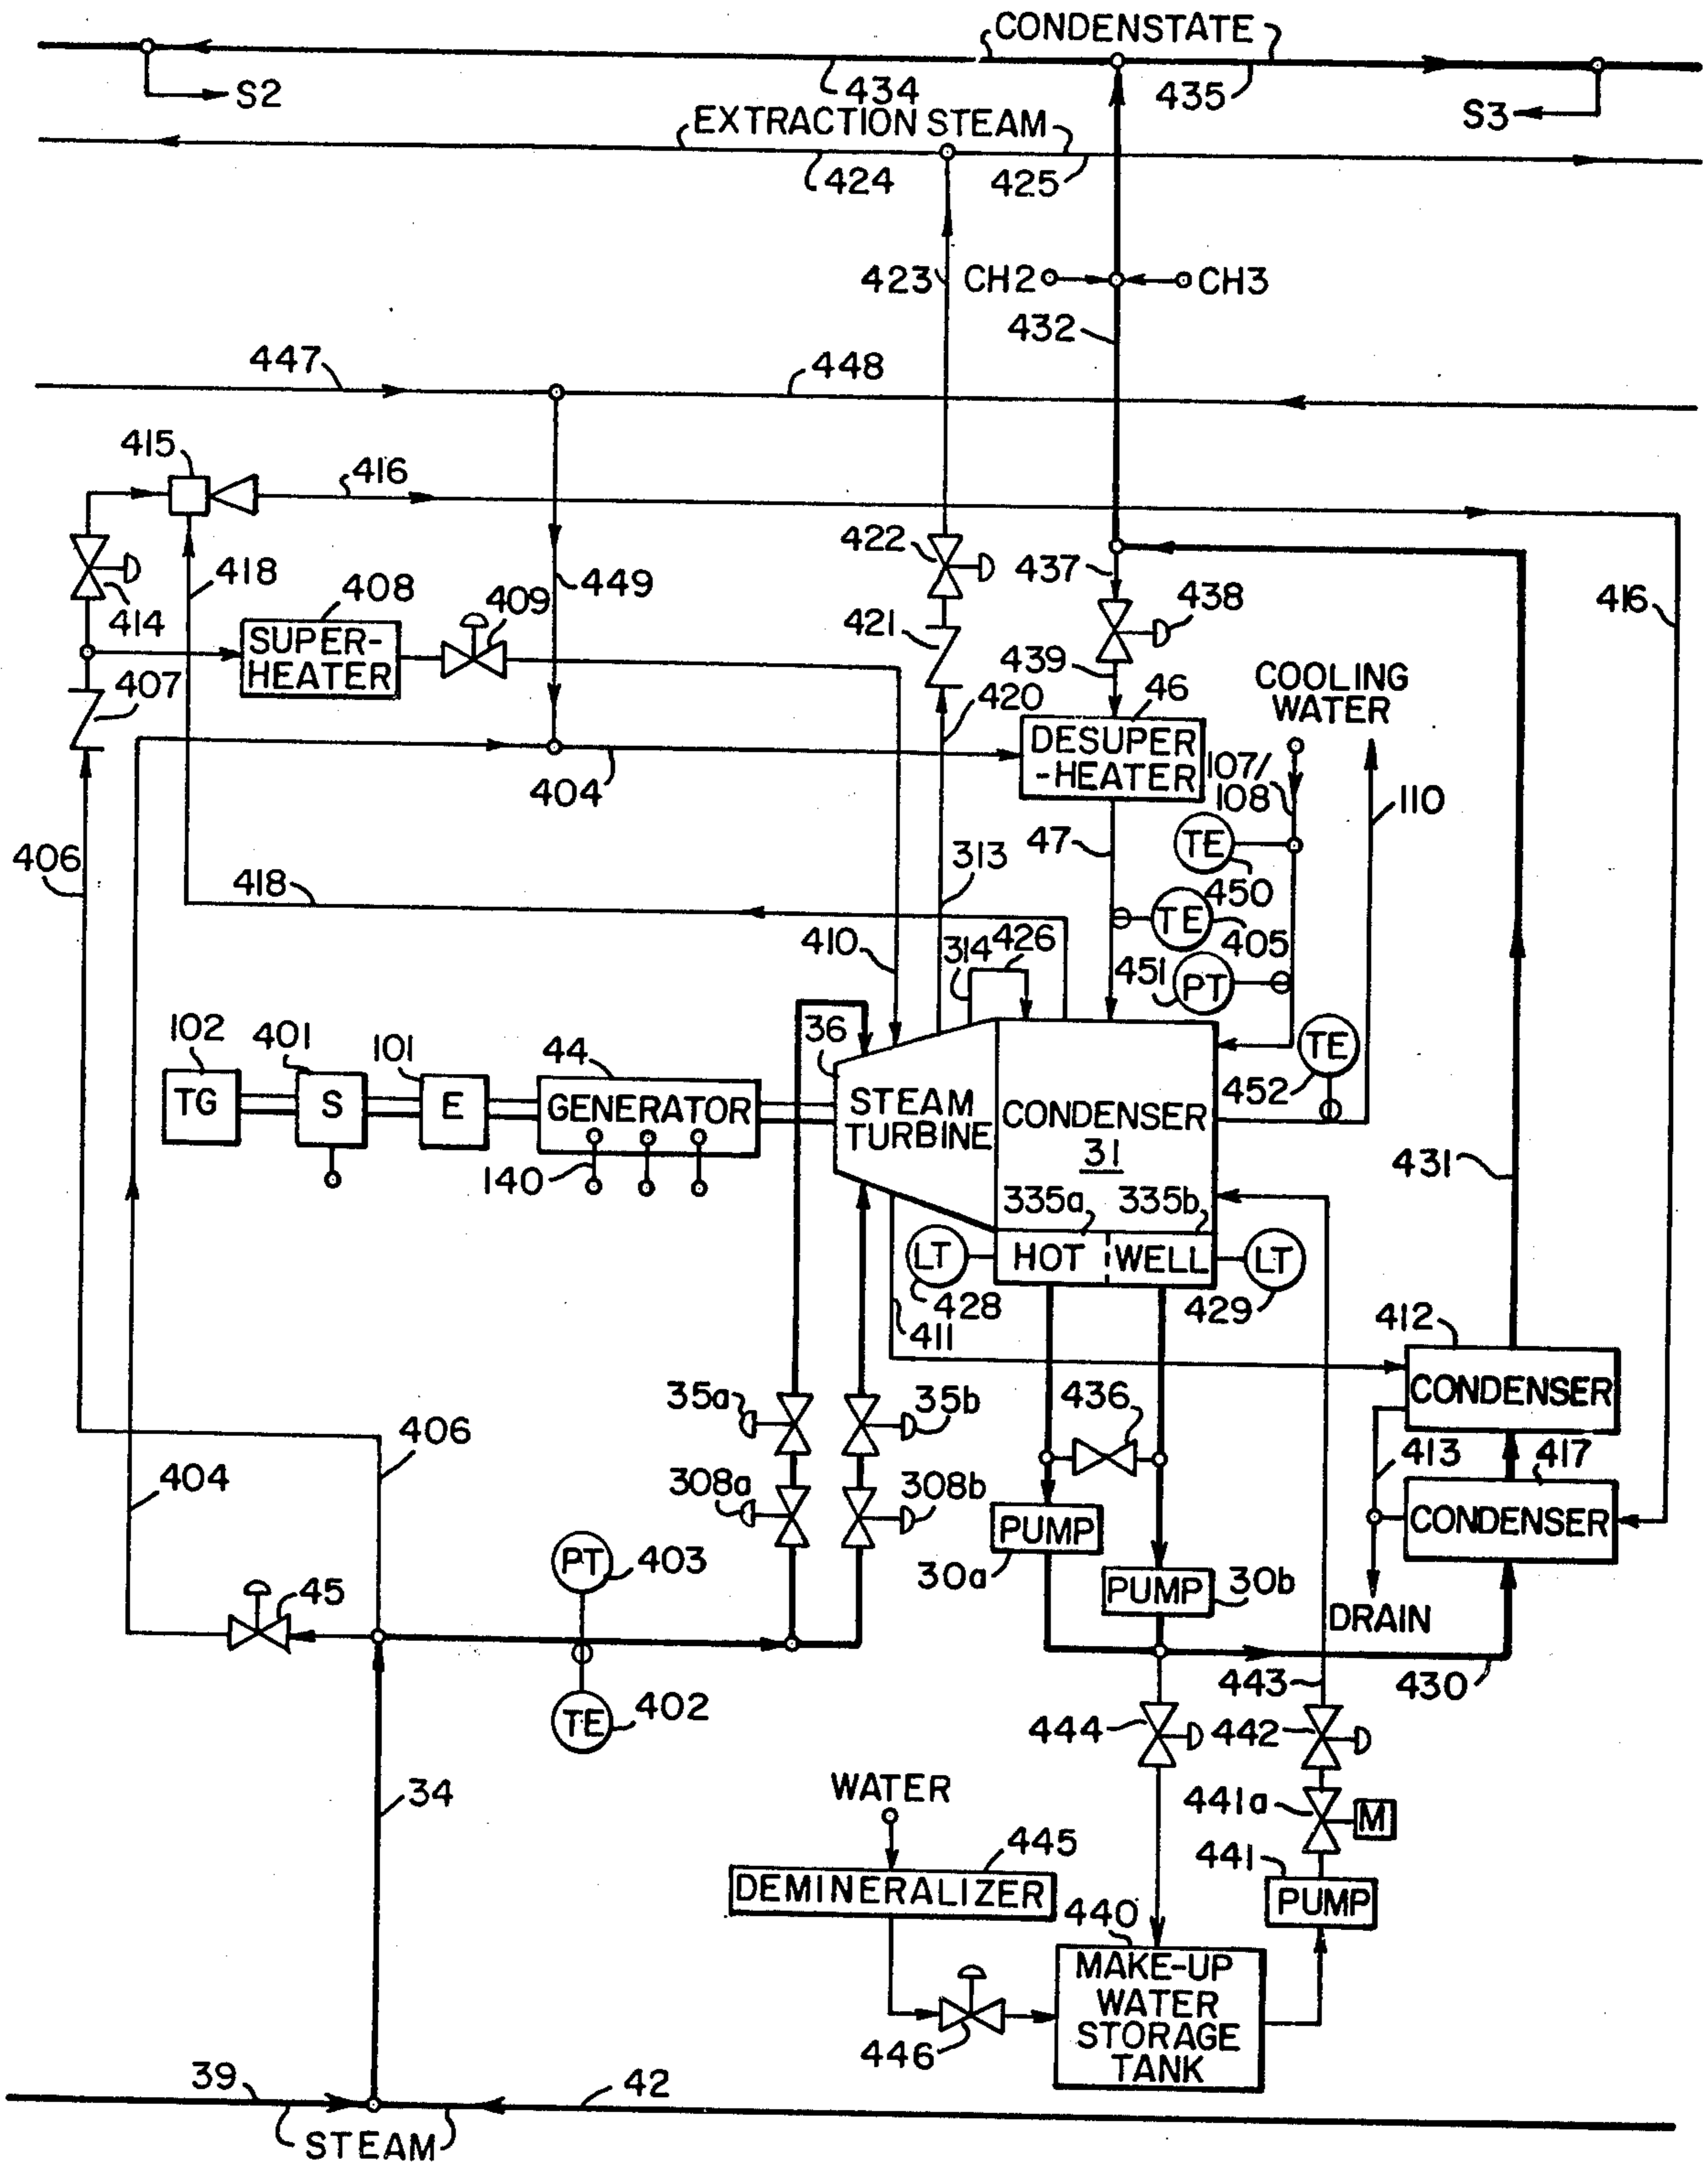 CONDENSTATE
434
435
S2
S3
EXTRACTION STEAM
424
425
423
CH2
CH3
432
447
448
415
416
418
449
422
437
438
416
414
408
409
421
439
SUPER-
HEATER
407
420
46
COOLING
WATER
DESUPER
-HEATER
404
107/
108
110
47
TE
450
406
418
313
TE
405
410
314
426
451
PT
102
401
101
44
36
TE
452
TG
S
E
GENERATOR
STEAM
TURBINE
CONDENSER
31
140
335a
335b
431
LT
HOT
WELL
LT
428
429
411
412
CONDENSER
35a
35b
436
406
413
417
404
308a
308b
CONDENSER
PUMP
30a
PT
403
45
PUMP
30b
DRAIN
443
430
TE
402
444
442
34
WATER
441a
M
445
441
DEMINERALIZER
PUMP
440
MAKE-UP
WATER
STORAGE
TANK
446
39
42
STEAM